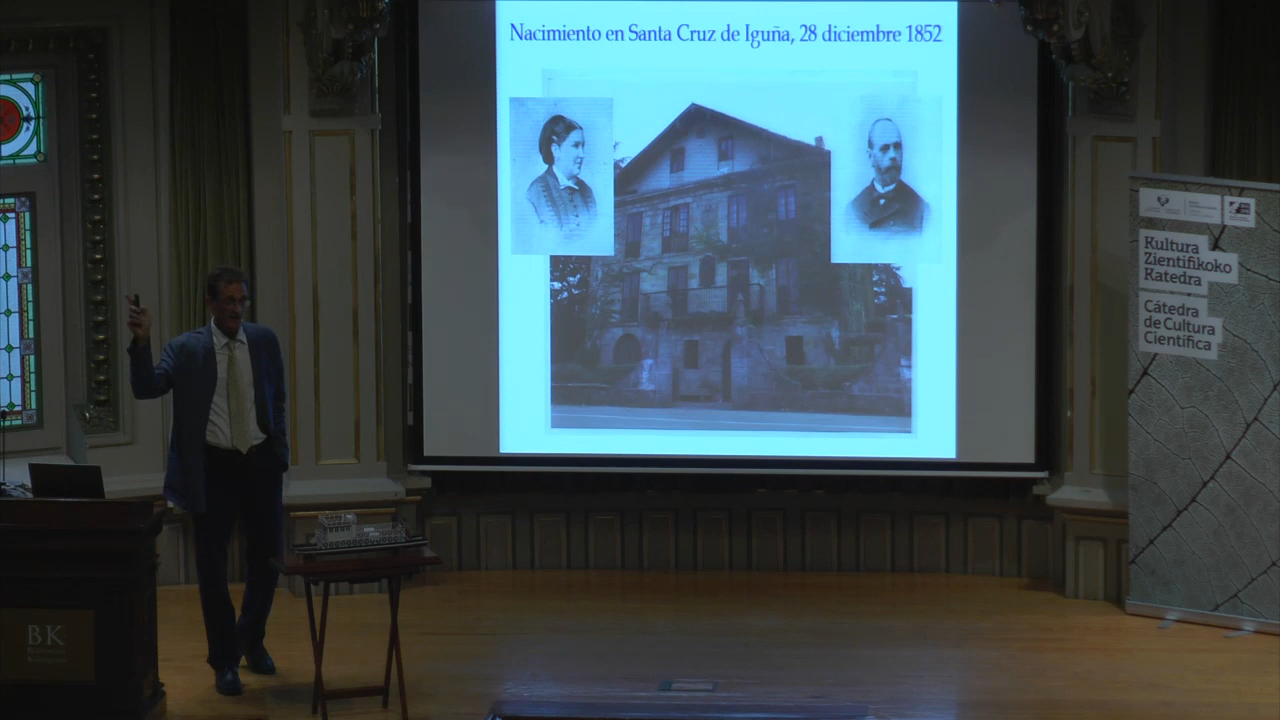 Nacimiento en Santa Cruz de Iguña, 28 diciembre 1852
Kultura
Zientifikoko
Katedra
Cátedra
de Cultura
Científica
BK